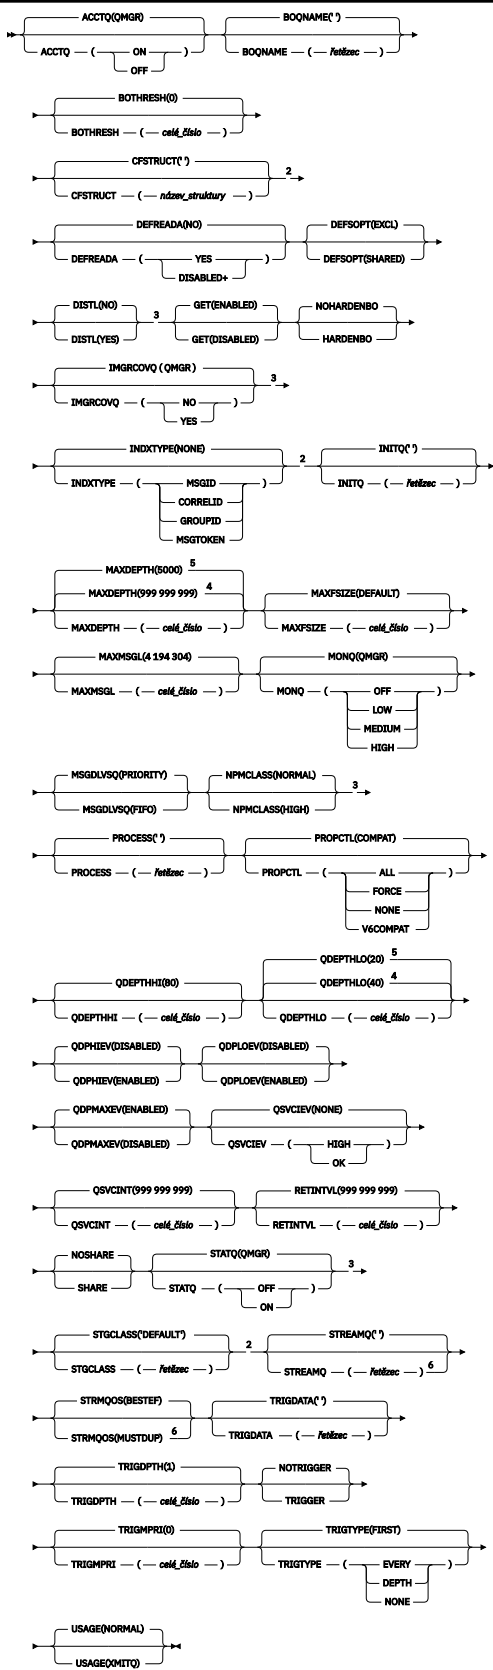 ACCTQ(QMGR) BOQNAME(' ')
ACCTQ ( ON ) BOQNAME ( řetězec )
OFF
BOTHRESH(0)
BOTHRESH ( celé_číslo )
CFSTRUCT(' ') 2
CFSTRUCT ( název_struktury )
DEFREADA(NO) DEFSOPT(EXCL)
DEFREADA ( YES ) DEFSOPT(SHARED)
DISABLED+
DISTL(NO) 3 GET(ENABLED) NOHARDENBO
DISTL(YES) GET(DISABLED) HARDENBO
IMGRCOVQ ( QMGR ) 3
IMGRCOVQ ( NO )
YES
INDXTYPE(NONE) 2 INITQ(' ')
INDXTYPE ( MSGID ) INITQ ( řetězec )
CORRELID
GROUPID
MSGTOKEN
MAXDEPTH(5000) 5
MAXDEPTH(999 999 999) 4 MAXFSIZE(DEFAULT)
MAXDEPTH ( celé_číslo ) MAXFSIZE ( celé_číslo )
MAXMSGL(4 194 304) MONQ(QMGR)
MAXMSGL ( celé_číslo ) MONQ ( OFF )
LOW
MEDIUM
HIGH
MSGDLVSQ(PRIORITY) NPMCLASS(NORMAL) 3
MSGDLVSQ(FIFO) NPMCLASS(HIGH)
PROCESS(' ') PROPCTL(COMPAT)
PROCESS ( řetězec ) PROPCTL ( ALL )
FORCE
NONE
V6COMPAT
QDEPTHLO(20) 5
QDEPTHHI(80) QDEPTHLO(40) 4
QDEPTHHI ( celé_číslo ) QDEPTHLO ( celé_číslo )
QDPHIEV(DISABLED) QDPLOEV(DISABLED)
QDPHIEV(ENABLED) QDPLOEV(ENABLED)
QDPMAXEV(ENABLED) QSVCIEV(NONE)
QDPMAXEV(DISABLED) QSVCIEV ( HIGH )
OK
QSVCINT(999 999 999) RETINTVL(999 999 999)
QSVCINT ( celé_číslo ) RETINTVL ( celé_číslo )
NOSHARE STATQ(QMGR) 3
SHARE STATQ ( OFF )
ON
STGCLASS('DEFAULT') 2 STREAMQ(' ')
STGCLASS ( řetězec ) STREAMQ ( řetězec ) 6
STRMQOS(BESTEF) TRIGDATA(' ')
STRMQOS(MUSTDUP) 6 TRIGDATA ( řetězec )
TRIGDPTH(1) NOTRIGGER
TRIGDPTH ( celé_číslo ) TRIGGER
TRIGMPRI(0) TRIGTYPE(FIRST)
TRIGMPRI ( celé_číslo ) TRIGTYPE ( EVERY )
DEPTH
NONE
USAGE(NORMAL)
USAGE(XMITQ)